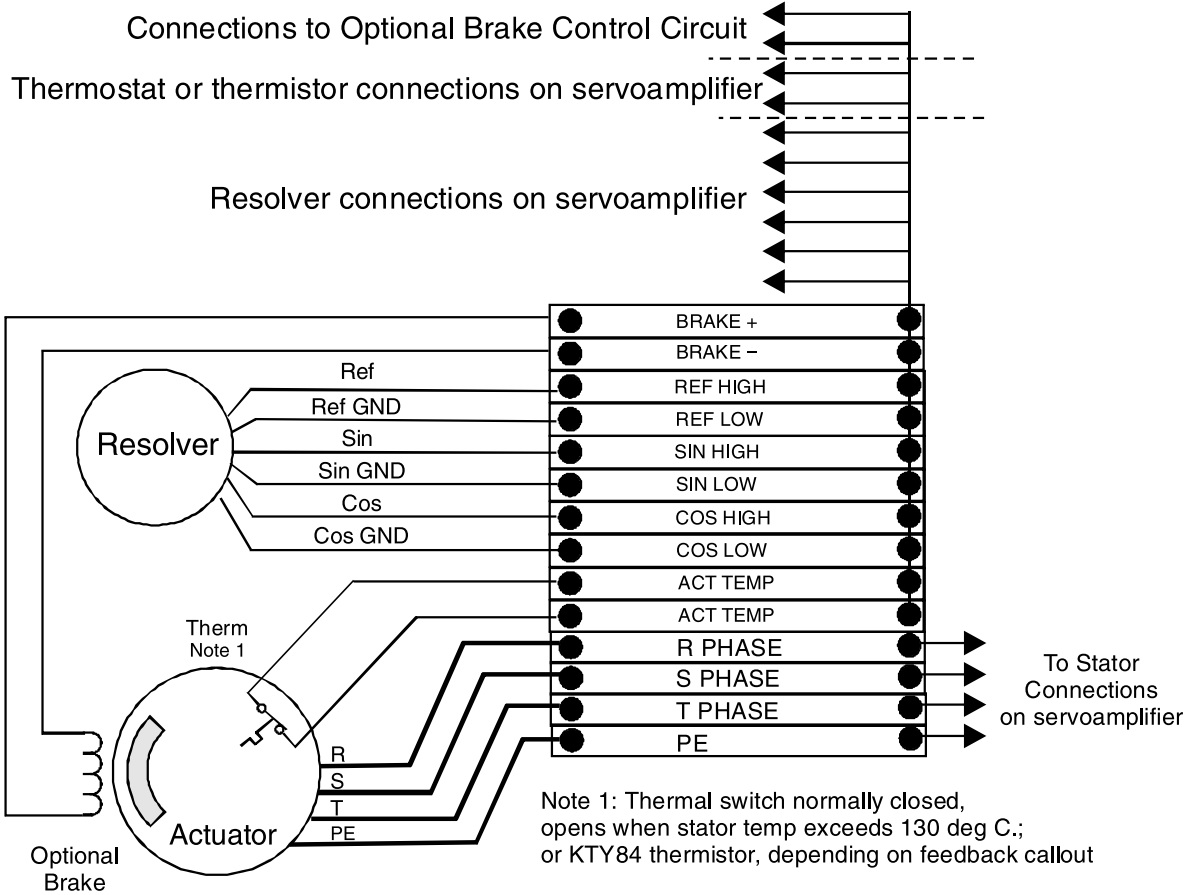 Connections to Optional Brake Control Circuit
Thermostat or thermistor connections on servoamplifier
Resolver connections on servoamplifier
BRAKE +
BRAKE –
Ref
REF HIGH
Ref GND
REF LOW
Resolver
Sin
SIN HIGH
Sin GND
SIN LOW
Cos
COS HIGH
Cos GND
COS LOW
ACT TEMP
ACT TEMP
Therm
Note 1
R PHASE
S PHASE
T PHASE
PE
To Stator
Connections
on servoamplifier
R
S
T
PE
Actuator
Optional
Brake
Note 1: Thermal switch normally closed,
opens when stator temp exceeds 130 deg C.;
or KTY84 thermistor, depending on feedback callout